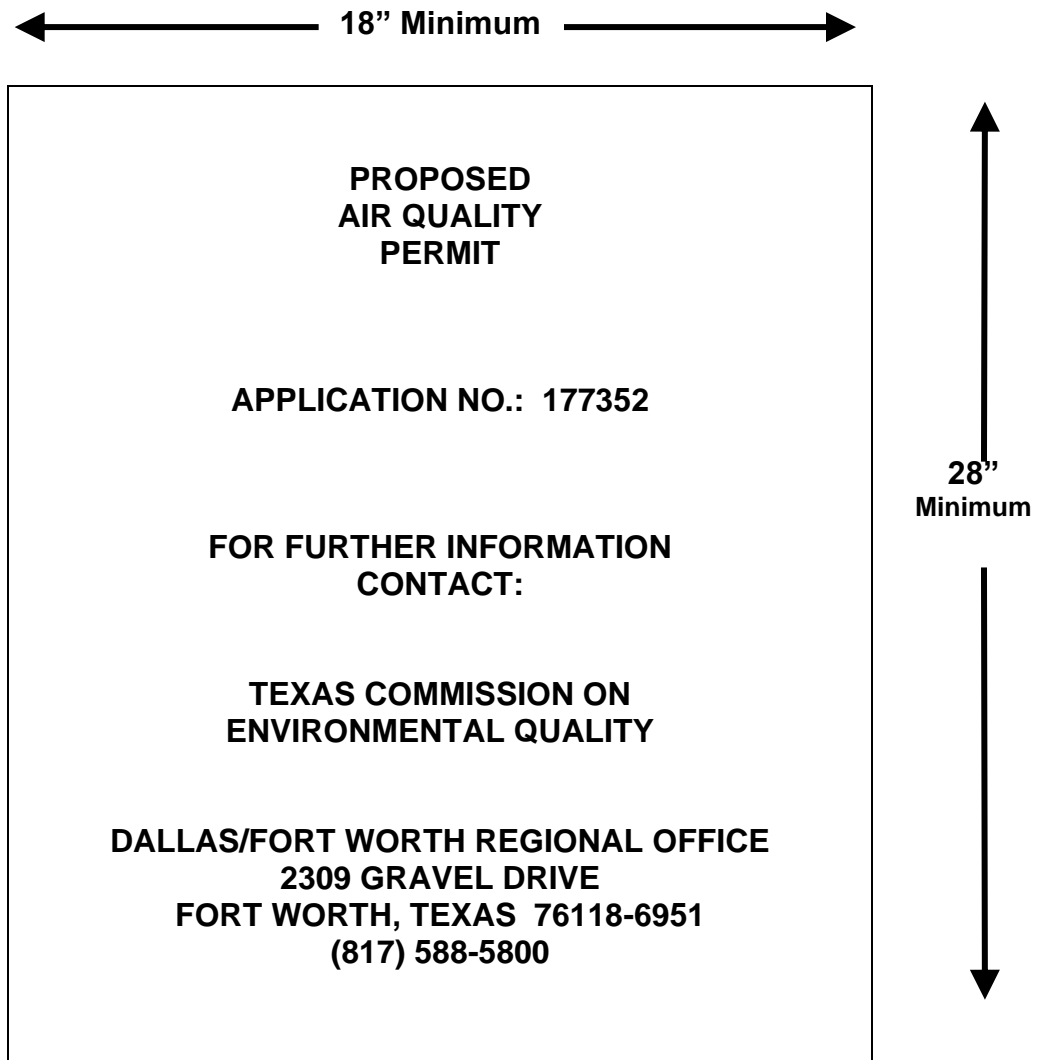 18” Minimum
PROPOSED
AIR QUALITY
PERMIT
APPLICATION NO.: 177352
28”
Minimum
FOR FURTHER INFORMATION
CONTACT:
TEXAS COMMISSION ON
ENVIRONMENTAL QUALITY
DALLAS/FORT WORTH REGIONAL OFFICE
2309 GRAVEL DRIVE
FORT WORTH, TEXAS  76118-6951
(817) 588-5800